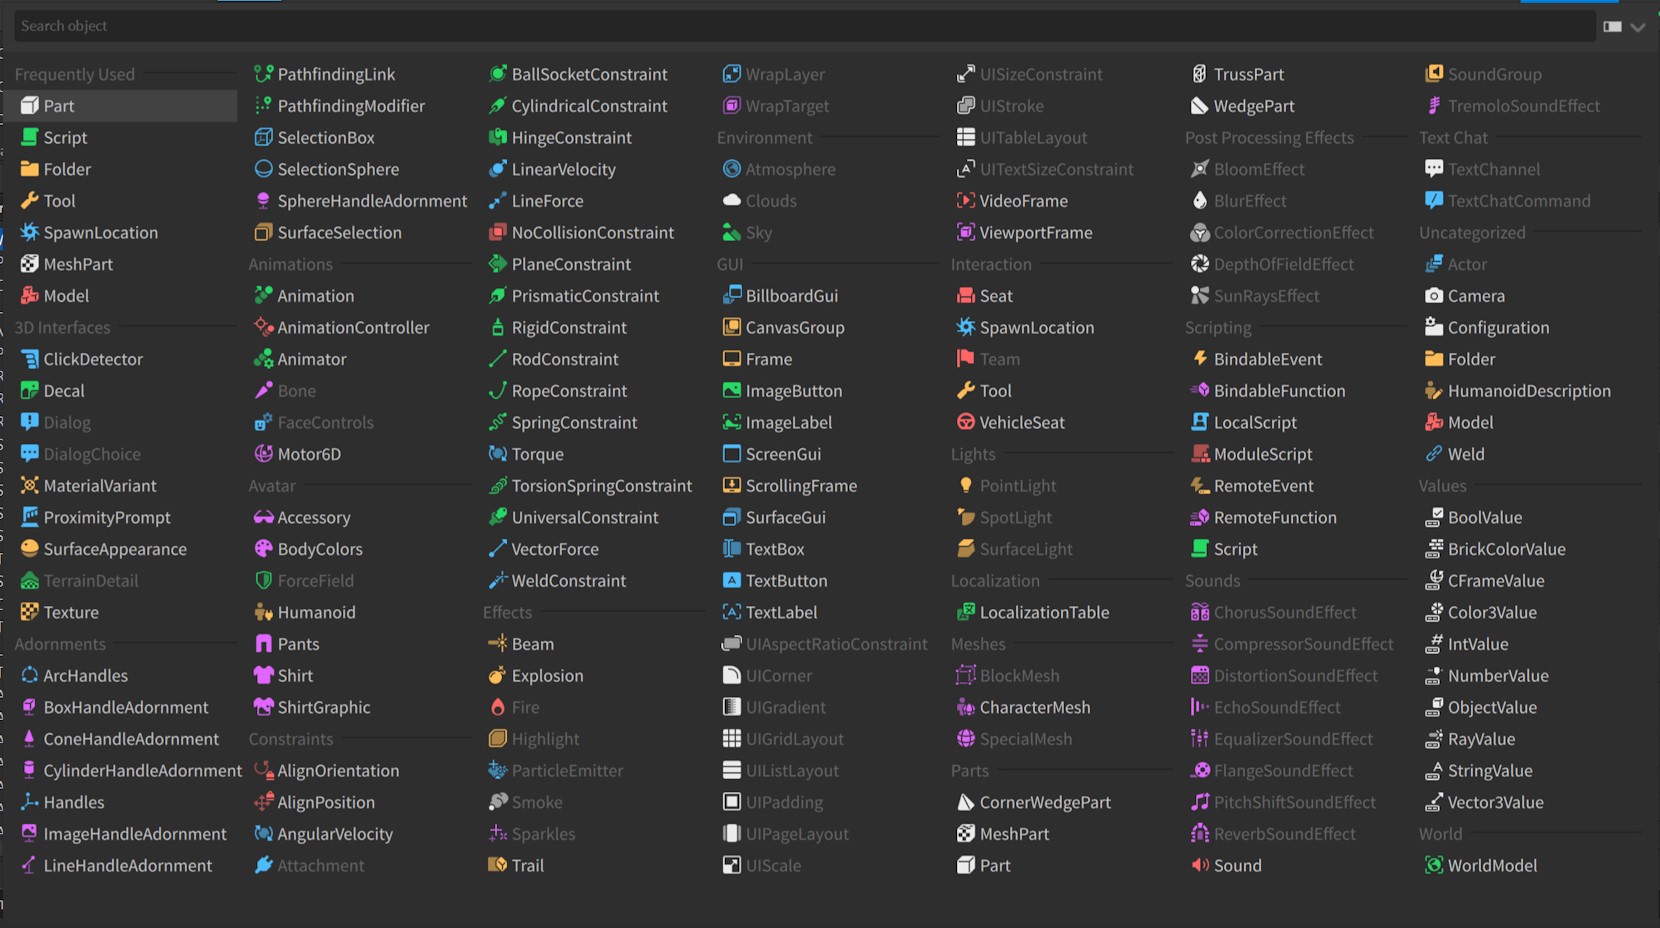 Search object
Frequently Used
Part
Script
Folder
Tool
SpawnLocation
MeshPart
Model
3D Interfaces
ClickDetector
Decal
Dialog
DialogChoice
MaterialVariant
ProximityPrompt
SurfaceAppearance
TerrainDetail
Texture
Adornments
ArcHandles
BoxHandleAdornment
ConeHandleAdornment
CylinderHandleAdornment
Handles
ImageHandleAdornment
LineHandleAdornment
PathfindingLink
PathfindingModifier
SelectionBox
SelectionSphere
SphereHandleAdornment
SurfaceSelection
Animations
Animation
AnimationController
Animator
Bone
FaceControls
Motor6D
Avatar
Accessory
BodyColors
ForceField
Humanoid
Pants
Shirt
ShirtGraphic
Constraints
AlignOrientation
AlignPosition
AngularVelocity
Attachment
BallSocketConstraint
CylindricalConstraint
HingeConstraint
LinearVelocity
LineForce
NoCollisionConstraint
PlaneConstraint
PrismaticConstraint
RigidConstraint
RodConstraint
RopeConstraint
SpringConstraint
Torque
TorsionSpringConstraint
UniversalConstraint
VectorForce
WeldConstraint
Effects
Beam
Explosion
Fire
Highlight
ParticleEmitter
Smoke
Sparkles
Trail
WrapLayer
WrapTarget
Environment
Atmosphere
Clouds
Sky
GUI
BillboardGui
CanvasGroup
Frame
ImageButton
ImageLabel
ScreenGui
ScrollingFrame
SurfaceGui
TextBox
TextButton
TextLabel
UIAspectRatioConstraint
UICorner
UIGradient
UIGridLayout
UIListLayout
UIPadding
UIPageLayout
UIScale
UISizeConstraint
UIStroke
UITableLayout
UITextSizeConstraint
VideoFrame
ViewportFrame
Interaction
Seat
SpawnLocation
Team
Tool
VehicleSeat
Lights
PointLight
SpotLight
SurfaceLight
Localization
LocalizationTable
Meshes
BlockMesh
CharacterMesh
SpecialMesh
Parts
CornerWedgePart
MeshPart
Part
TrussPart
WedgePart
Post Processing Effects
BloomEffect
BlurEffect
ColorCorrectionEffect
DepthOfFieldEffect
SunRaysEffect
Scripting
BindableEvent
BindableFunction
LocalScript
ModuleScript
RemoteEvent
RemoteFunction
Script
Sounds
ChorusSoundEffect
CompressorSoundEffect
DistortionSoundEffect
EchoSoundEffect
EqualizerSoundEffect
FlangeSoundEffect
PitchShiftSoundEffect
ReverbSoundEffect
Sound
SoundGroup
TremoloSoundEffect
Text Chat
TextChannel
TextChatCommand
Uncategorized
Actor
Camera
Configuration
Folder
HumanoidDescription
Model
Weld
Values
BoolValue
BrickColorValue
CFrameValue
Color3Value
IntValue
NumberValue
ObjectValue
RayValue
StringValue
Vector3Value
World
WorldModel